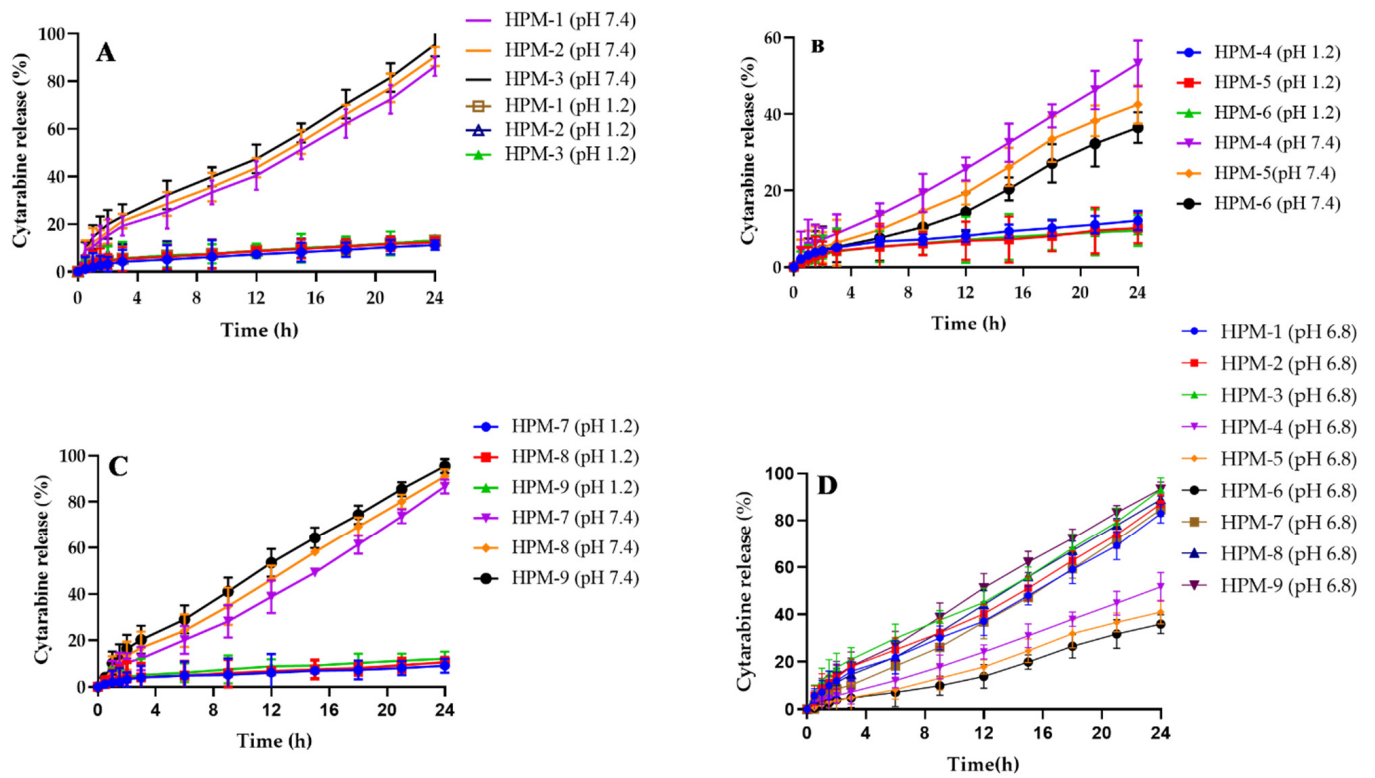 A
Cytarabine release (%)
100
80
60
40
20
0
0 4 8 12 16 20 24
Time (h)
HPM-1 (pH 7.4)
HPM-2 (pH 7.4)
HPM-3 (pH 7.4)
HPM-1 (pH 1.2)
HPM-2 (pH 1.2)
HPM-3 (pH 1.2)
B
Cytarabine release (%)
60
40
20
0
0 4 8 12 16 20 24
Time (h)
HPM-4 (pH 1.2)
HPM-5 (pH 1.2)
HPM-6 (pH 1.2)
HPM-4 (pH 7.4)
HPM-5(pH 7.4)
HPM-6 (pH 7.4)
C
Cytarabine release (%)
100
80
60
40
20
0
0 4 8 12 16 20 24
Time (h)
HPM-7 (pH 1.2)
HPM-8 (pH 1.2)
HPM-9 (pH 1.2)
HPM-7 (pH 7.4)
HPM-8 (pH 7.4)
HPM-9 (pH 7.4)
D
Cytarabine release (%)
100
80
60
40
20
0
0 4 8 12 16 20 24
Time(h)
HPM-1 (pH 6.8)
HPM-2 (pH 6.8)
HPM-3 (pH 6.8)
HPM-4 (pH 6.8)
HPM-5 (pH 6.8)
HPM-6 (pH 6.8)
HPM-7 (pH 6.8)
HPM-8 (pH 6.8)
HPM-9 (pH 6.8)